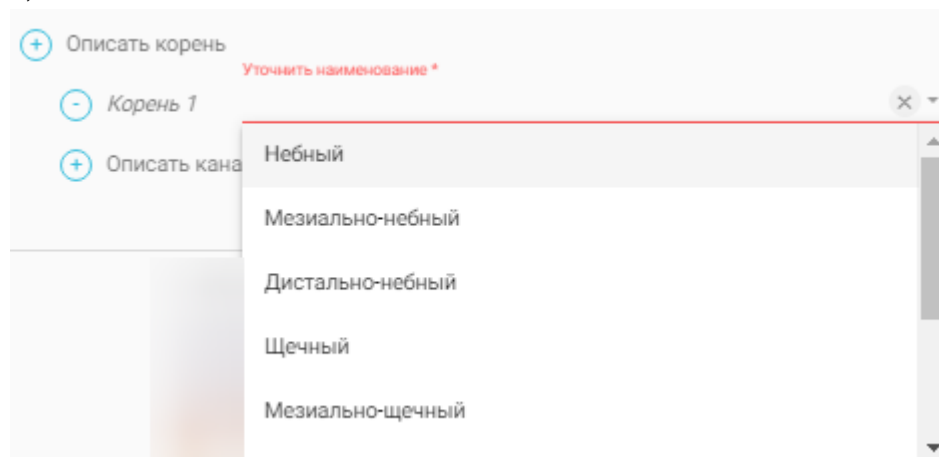 Описать корень
Уточнить наименование *
Корень 1
Небный
Описать кана
Мезиально-небный
Дистально-небный
Щечный
Мезиально-щечный